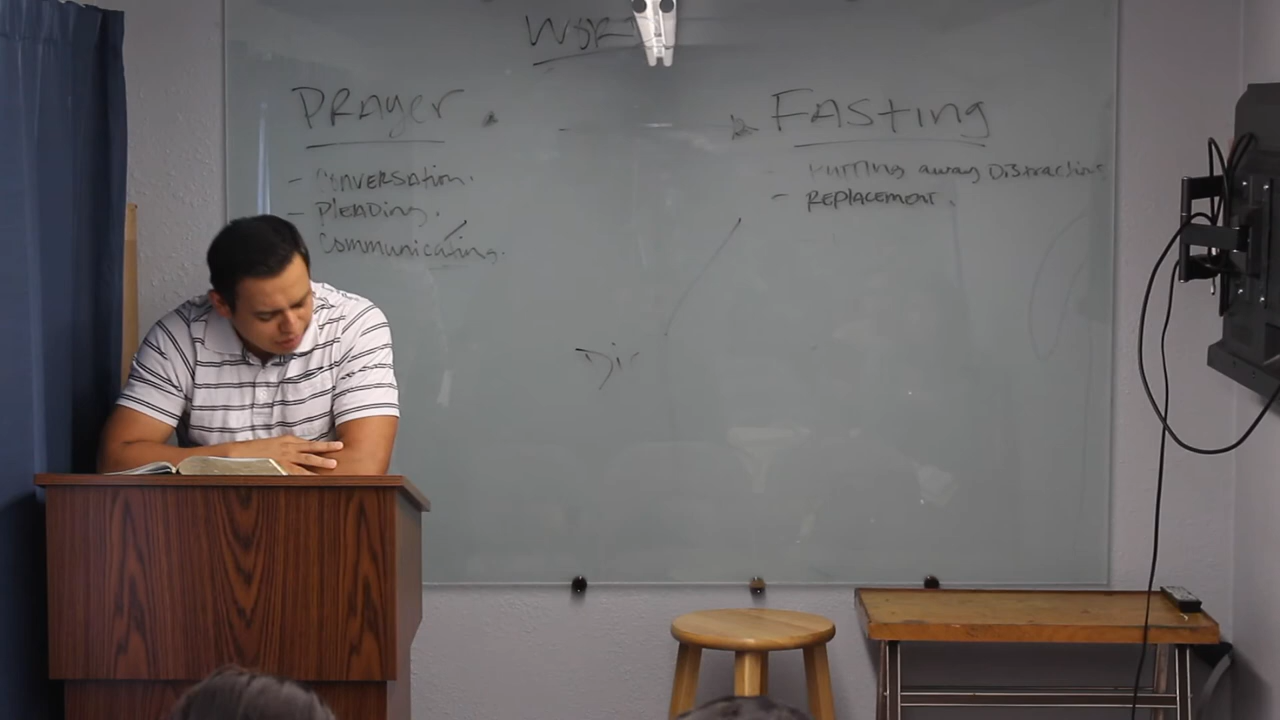 PRAyer
FAsting
- CONVERSATION.
- PLEADing.
Communicating.
Putting away Distractions
- REPLACEMENT.